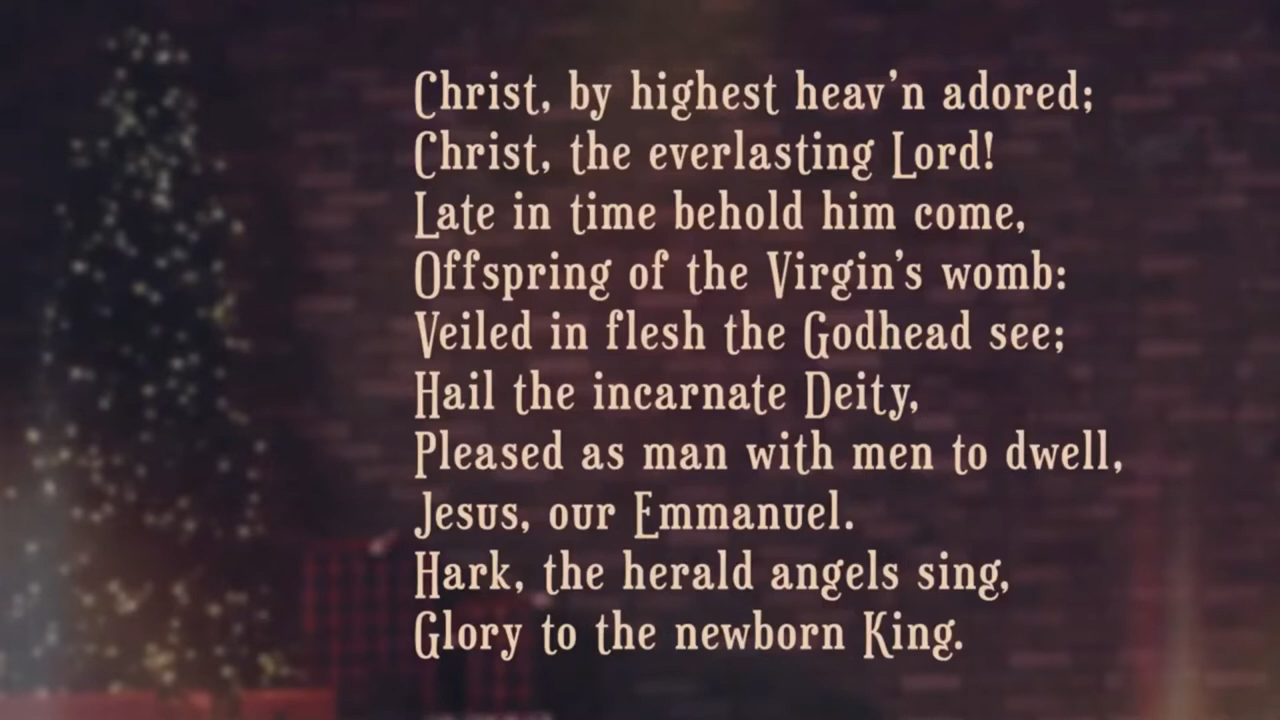 Christ, by highest heav’n adored;
Christ, the everlasting Lord!
Late in time behold him come,
Offspring of the Virgin’s womb:
Veiled in flesh the Godhead see;
Hail the incarnate Deity,
Pleased as man with men to dwell,
Jesus, our Emmanuel.
Hark, the herald angels sing,
Glory to the newborn King.